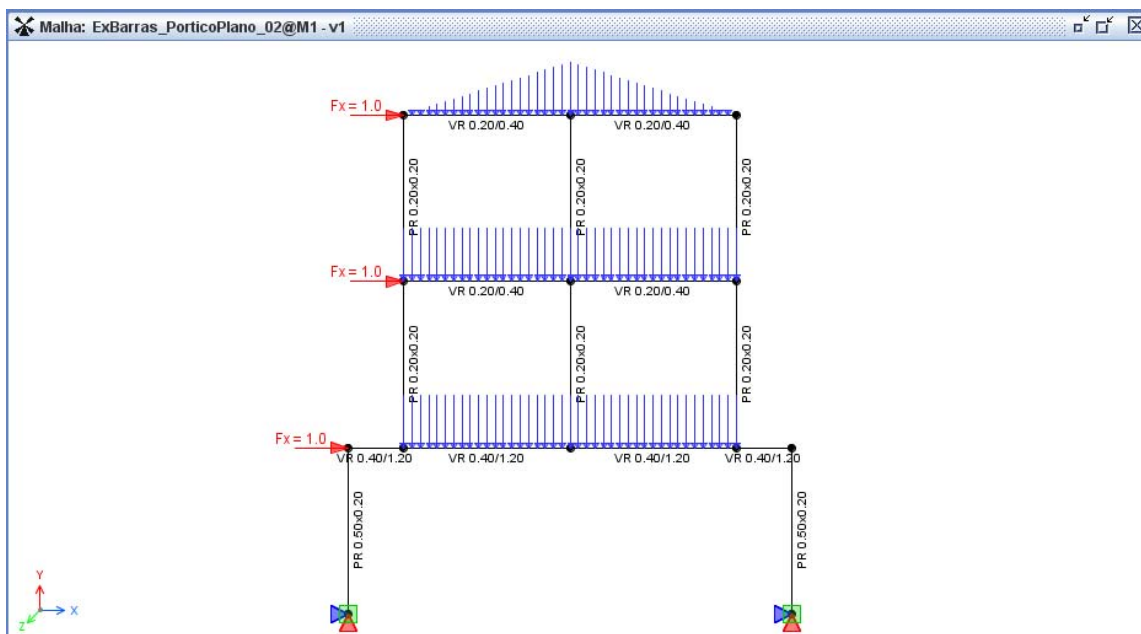 Malha: ExBarras_PorticoPlano_02@M1 - v1
Fx = 1.0
VR 0.20/0.40 VR 0.20/0.40
PR 0.20x0.20 PR 0.20x0.20 PR 0.20x0.20
Fx = 1.0
VR 0.20/0.40 VR 0.20/0.40
PR 0.20x0.20 PR 0.20x0.20 PR 0.20x0.20
Fx = 1.0
VR 0.40/1.20 VR 0.40/1.20 VR 0.40/1.20 VR 0.40/1.20
PR 0.50x0.20 PR 0.50x0.20
Y
X
Z